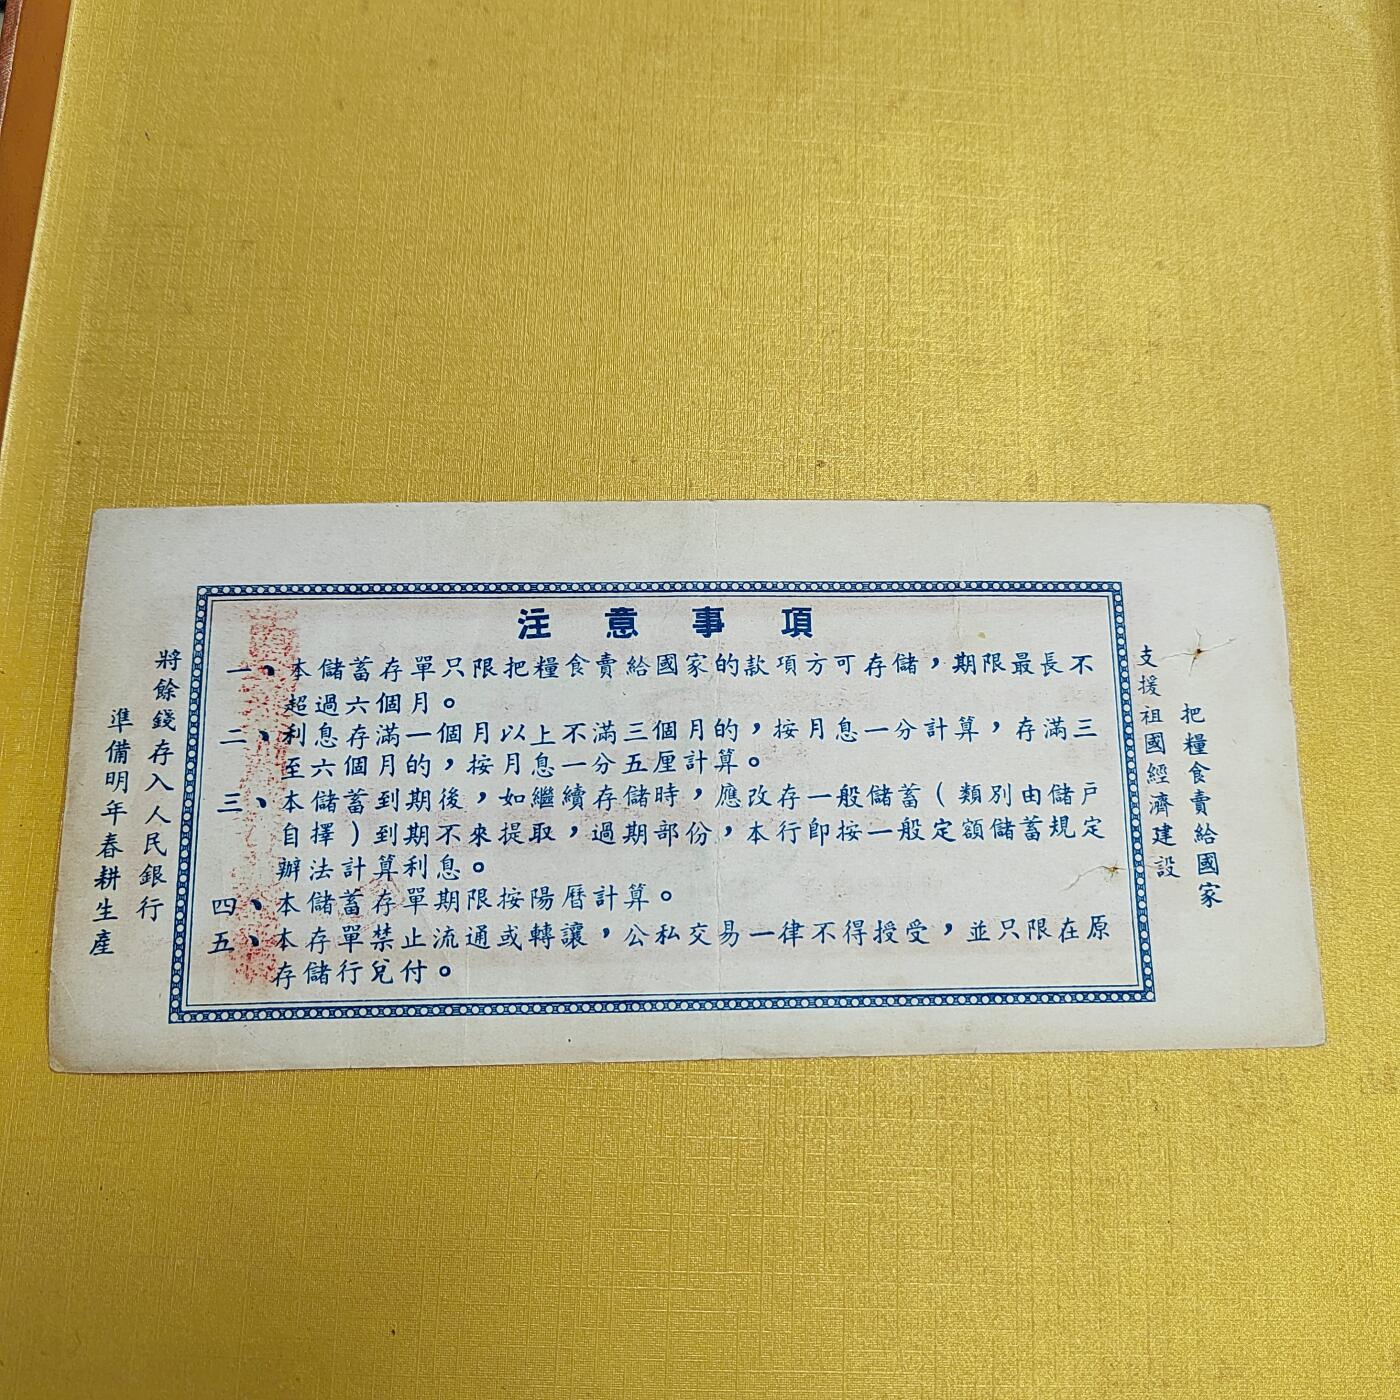 注意事項
一、本儲蓄存單只限把糧食賣給國家的款項方可存儲，期限最長不
超過六個月。
二、利息存滿一個月以上不滿三個月的，按月息一分計算，存滿三
至六個月的，按月息一分五厘計算。
三、本儲蓄到期後，如繼續存儲時，應改存一般儲蓄（類別由儲戶
自擇）到期不來提取，過期部份，本行即按一般定額儲蓄規定
辦法計算利息。
四、本儲蓄存單期限按陽曆計算。
五、本存單禁止流通或轉讓，公私交易一律不得授受，並只限在原
存儲行兌付。
把糧食賣給國家
支援祖國經濟建設
將餘錢存入人民銀行
準備明年春耕生產